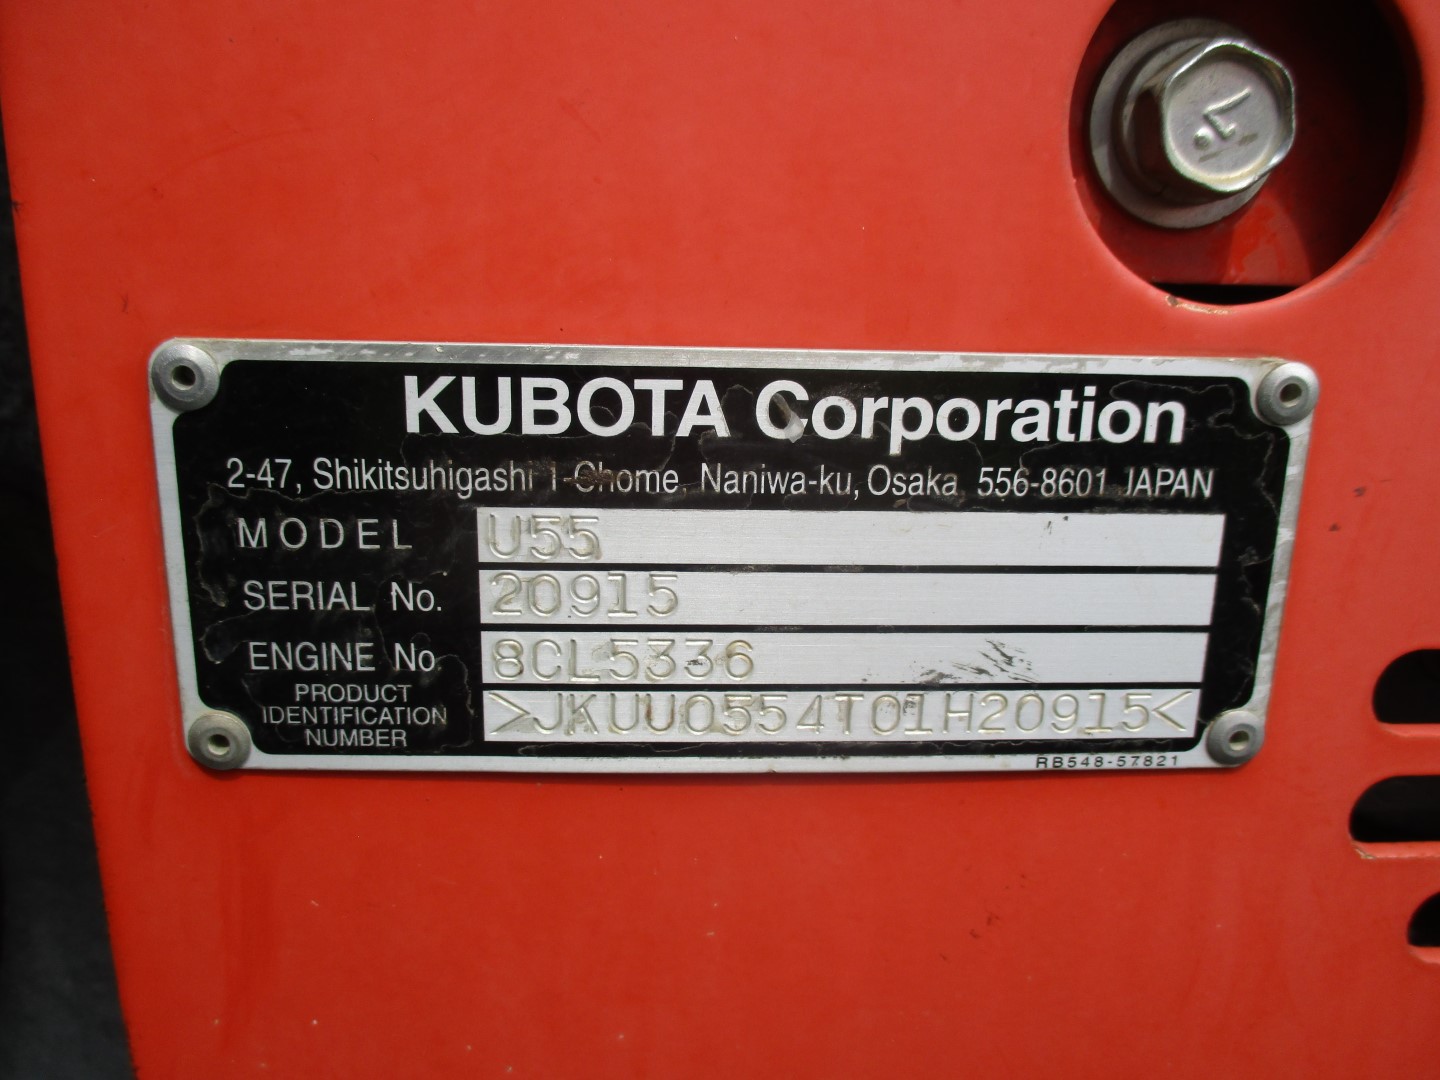 KUBOTA Corporation
2-47, Shikitsuhigashi 1-Chome, Naniwa-ku, Osaka 556-8601 JAPAN
MODEL U55
SERIAL No. 20915
ENGINE No. 8CL5336
PRODUCT
IDENTIFICATION
NUMBER
>JKUU0554T01H20915<
RB548-57821